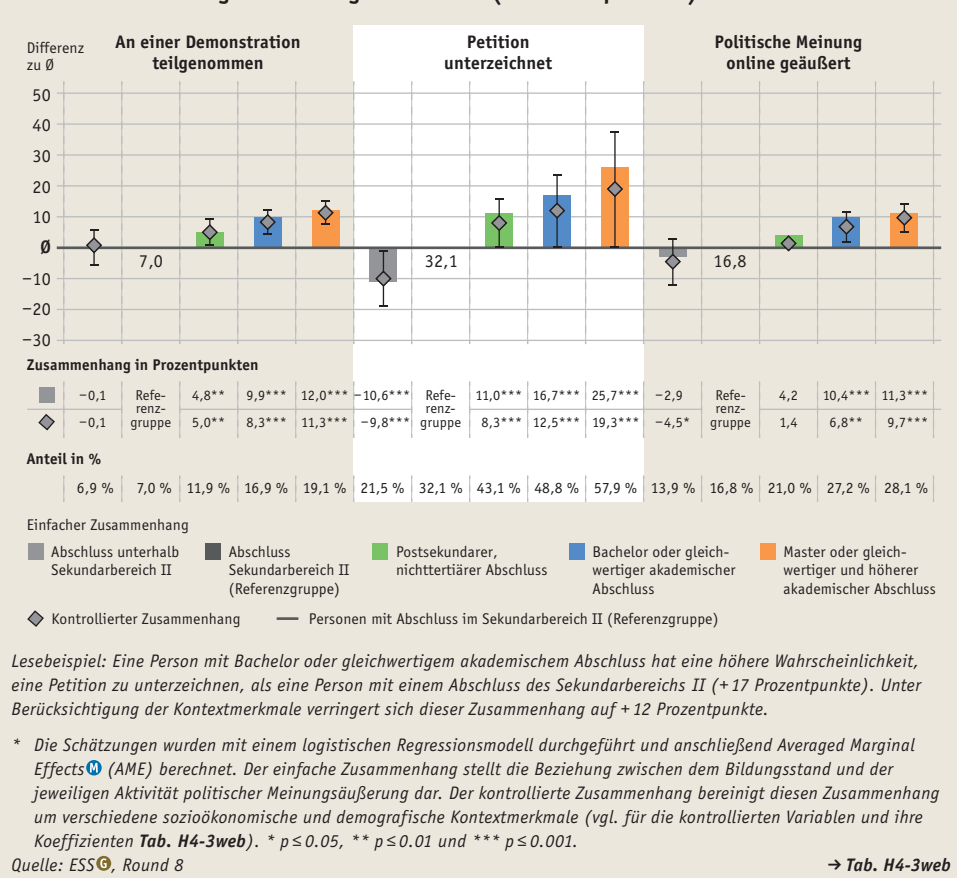 Differenz
zu Ø
An einer Demonstration
teilgenommen
Petition
unterzeichnet
Politische Meinung
online geäußert
50
40
30
20
10
Ø
−10
−20
−30
7,0
32,1
16,8
Zusammenhang in Prozentpunkten
−0,1 Refe- 4,8** 9,9*** 12,0*** −10,6*** Refe- 11,0*** 16,7*** 25,7*** −2,9 Refe- 4,2 10,4*** 11,3***
renz- renz- renz-
−0,1 gruppe 5,0** 8,3*** 11,3*** −9,8*** gruppe 8,3*** 12,5*** 19,3*** −4,5* gruppe 1,4 6,8** 9,7***
Anteil in %
6,9 % 7,0 % 11,9 % 16,9 % 19,1 % 21,5 % 32,1 % 43,1 % 48,8 % 57,9 % 13,9 % 16,8 % 21,0 % 27,2 % 28,1 %
Einfacher Zusammenhang
Abschluss unterhalb
Sekundarbereich II
Abschluss
Sekundarbereich II
(Referenzgruppe)
Postsekundarer,
nichttertiärer Abschluss
Bachelor oder gleich-
wertiger akademischer
Abschluss
Master oder gleich-
wertiger und höherer
akademischer Abschluss
Kontrollierter Zusammenhang
Personen mit Abschluss im Sekundarbereich II (Referenzgruppe)
Lesebeispiel: Eine Person mit Bachelor oder gleichwertigem akademischem Abschluss hat eine höhere Wahrscheinlichkeit,
eine Petition zu unterzeichnen, als eine Person mit einem Abschluss des Sekundarbereichs II (+ 17 Prozentpunkte). Unter
Berücksichtigung der Kontextmerkmale verringert sich dieser Zusammenhang auf + 12 Prozentpunkte.
* Die Schätzungen wurden mit einem logistischen Regressionsmodell durchgeführt und anschließend Averaged Marginal
Effects M (AME) berechnet. Der einfache Zusammenhang stellt die Beziehung zwischen dem Bildungsstand und der
jeweiligen Aktivität politischer Meinungsäußerung dar. Der kontrollierte Zusammenhang bereinigt diesen Zusammenhang
um verschiedene sozioökonomische und demografische Kontextmerkmale (vgl. für die kontrollierten Variablen und ihre
Koeffizienten Tab. H4-3web). * p ≤ 0.05, ** p ≤ 0.01 und *** p ≤ 0.001.
Quelle: ESS G, Round 8 → Tab. H4-3web